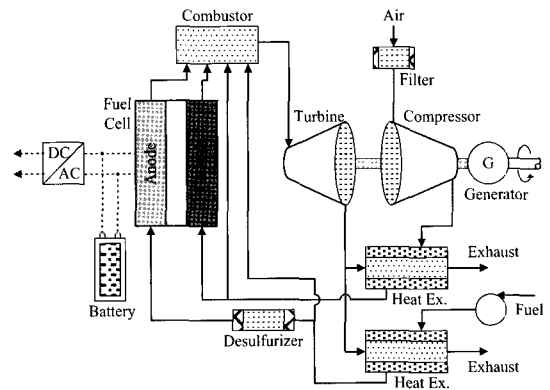 Combustor
Air
Filter
Fuel
Cell
Turbine
Compressor
DC
AC
Anode
G
Generator
Exhaust
Heat Ex.
Fuel
Battery
Desulfurizer
Exhaust
Heat Ex.